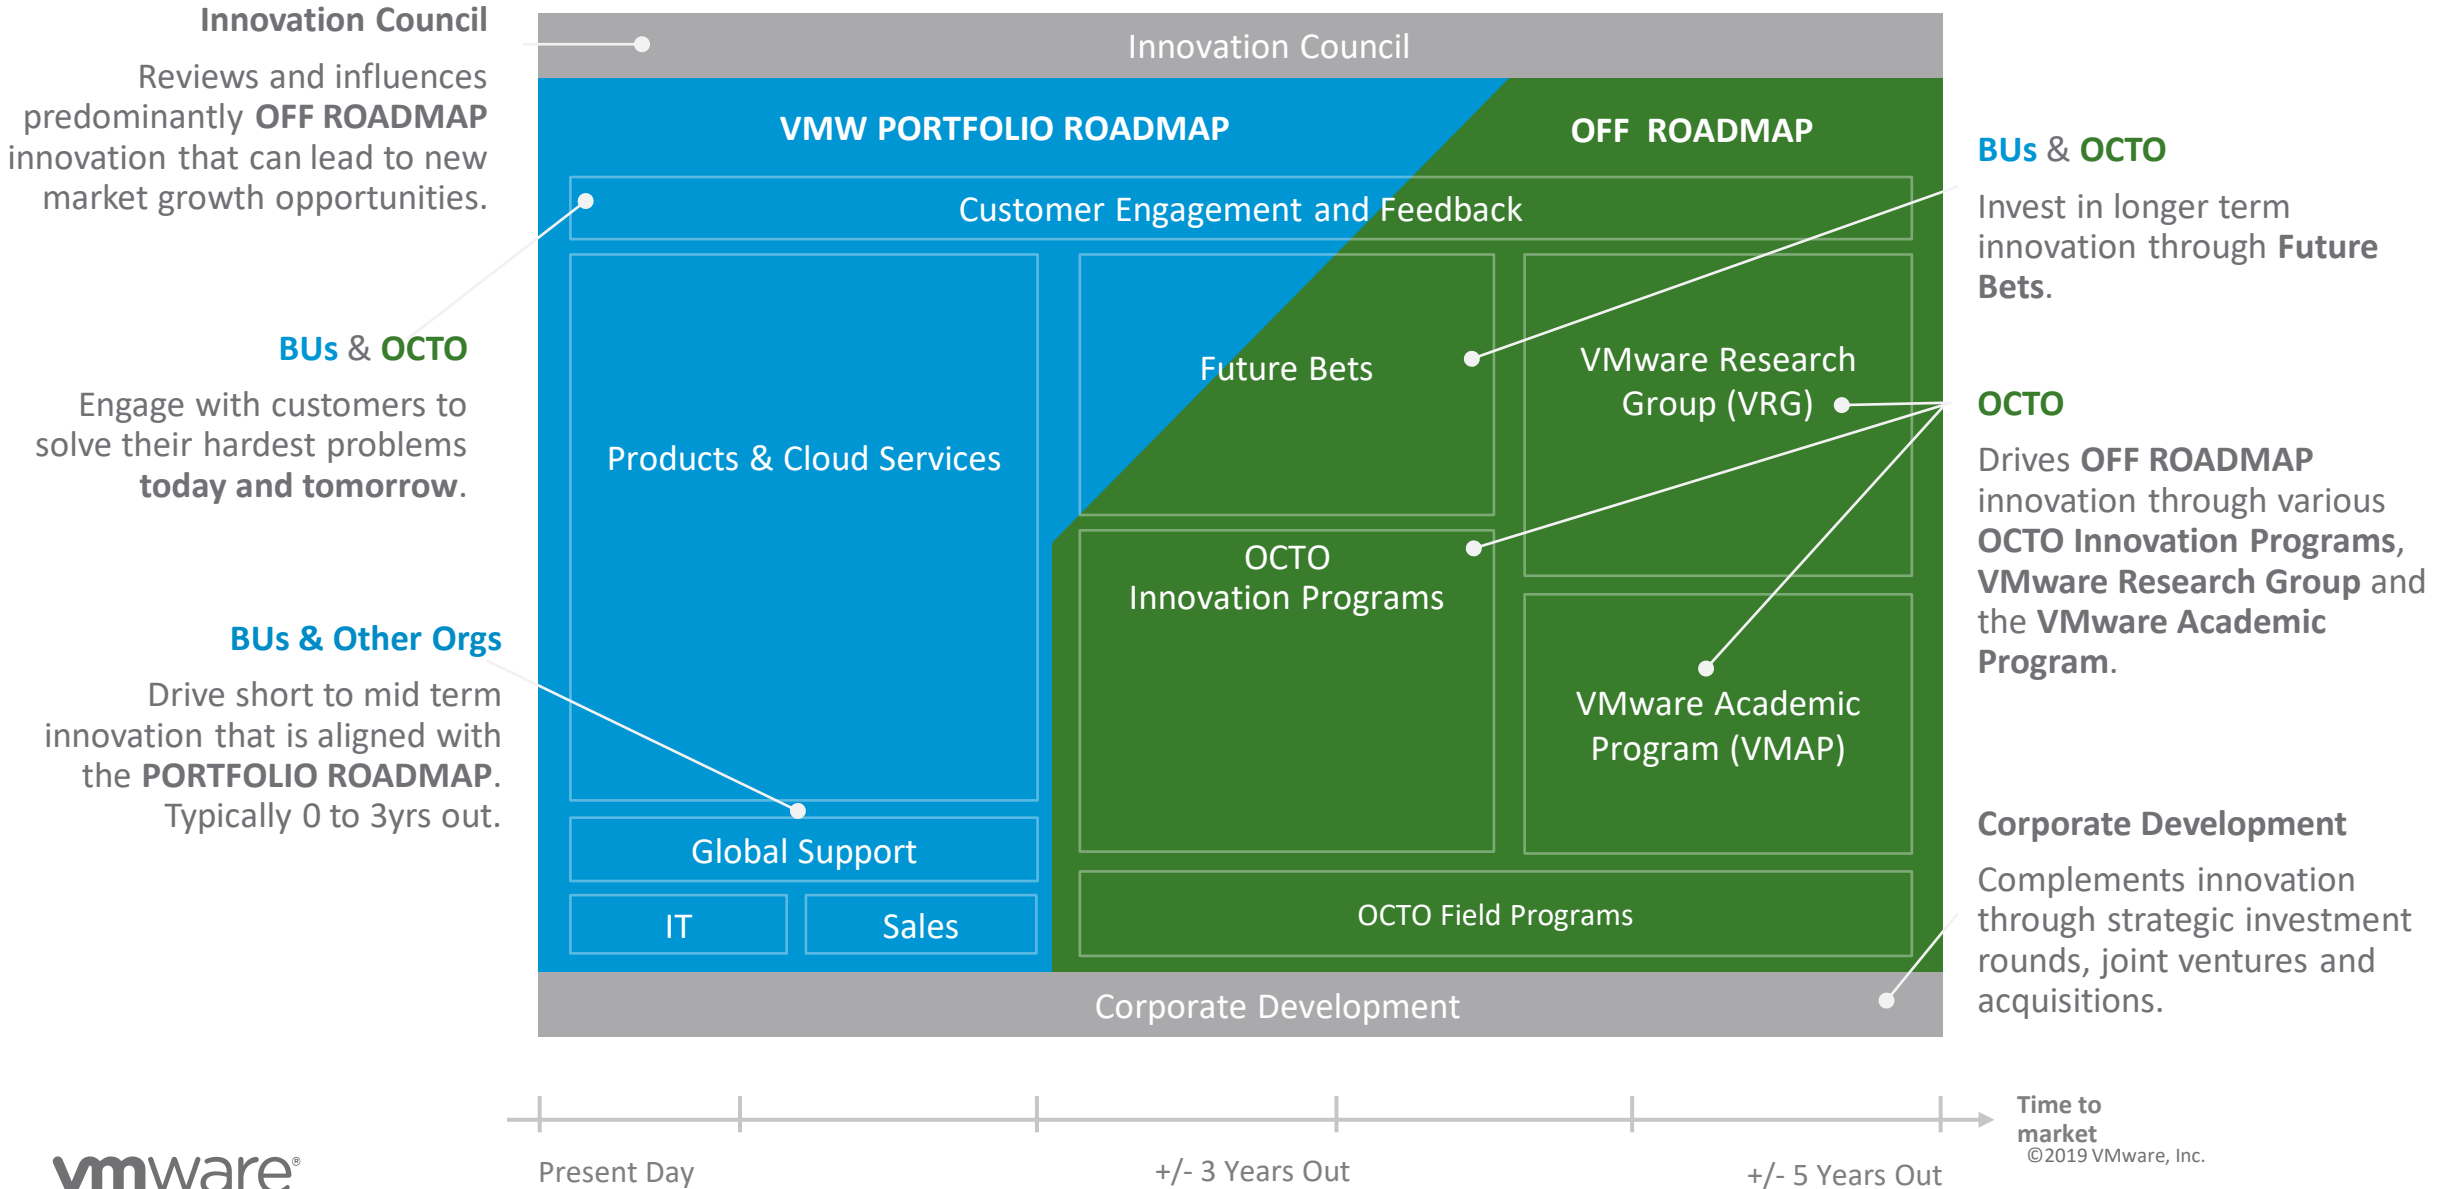 Innovation Council
Reviews and influences
predominantly OFF ROADMAP
innovation that can lead to new
market growth opportunities.
BUs & OCTO
Engage with customers to
solve their hardest problems
today and tomorrow.
BUs & Other Orgs
Drive short to mid term
innovation that is aligned with
the PORTFOLIO ROADMAP.
Typically 0 to 3yrs out.
Innovation Council
VMW PORTFOLIO ROADMAP
OFF ROADMAP
Customer Engagement and Feedback
Products & Cloud Services
Future Bets
VMware Research
Group (VRG)
OCTO
Innovation Programs
VMware Academic
Program (VMAP)
Global Support
IT
Sales
OCTO Field Programs
Corporate Development
BUs & OCTO
Invest in longer term
innovation through Future
Bets.
OCTO
Drives OFF ROADMAP
innovation through various
OCTO Innovation Programs,
VMware Research Group and
the VMware Academic
Program.
Corporate Development
Complements innovation
through strategic investment
rounds, joint ventures and
acquisitions.
Present Day
+/- 3 Years Out
+/- 5 Years Out
Time to
market
©2019 VMware, Inc.
vmware®